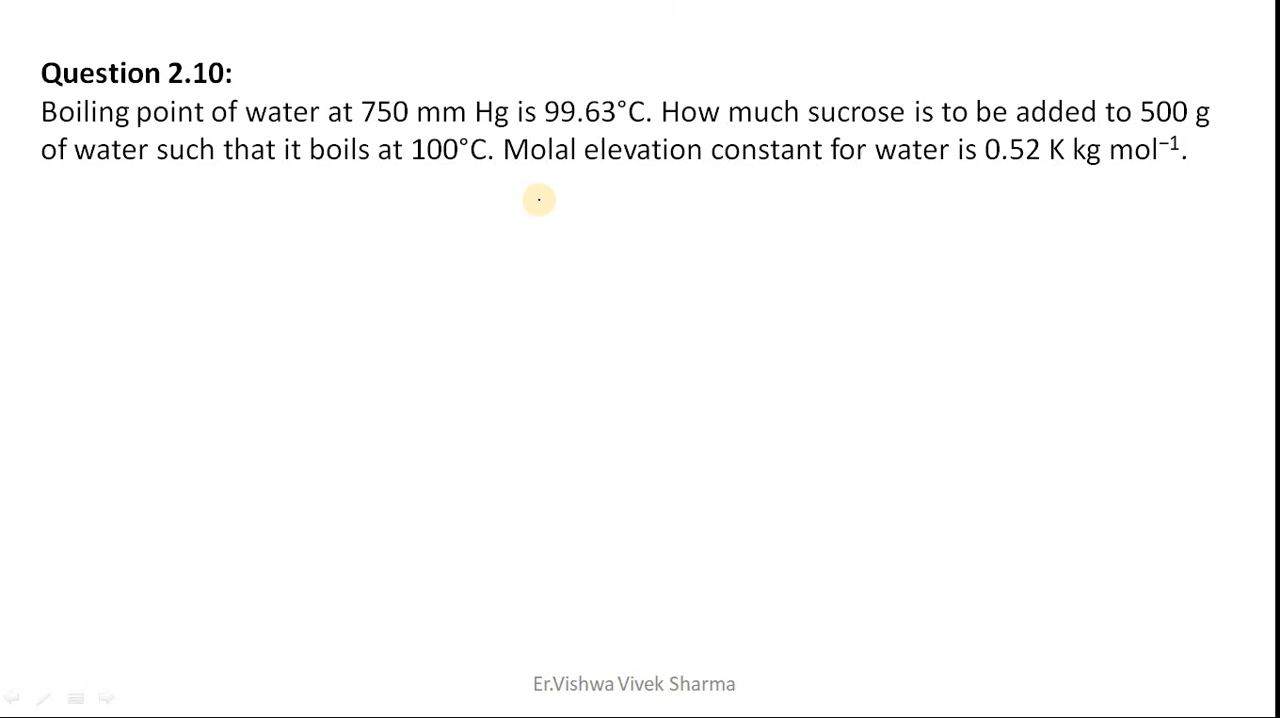 Question 2.10:
Boiling point of water at 750 mm Hg is 99.63°C. How much sucrose is to be added to 500 g
of water such that it boils at 100°C. Molal elevation constant for water is 0.52 K kg mol⁻¹.
Er.Vishwa Vivek Sharma